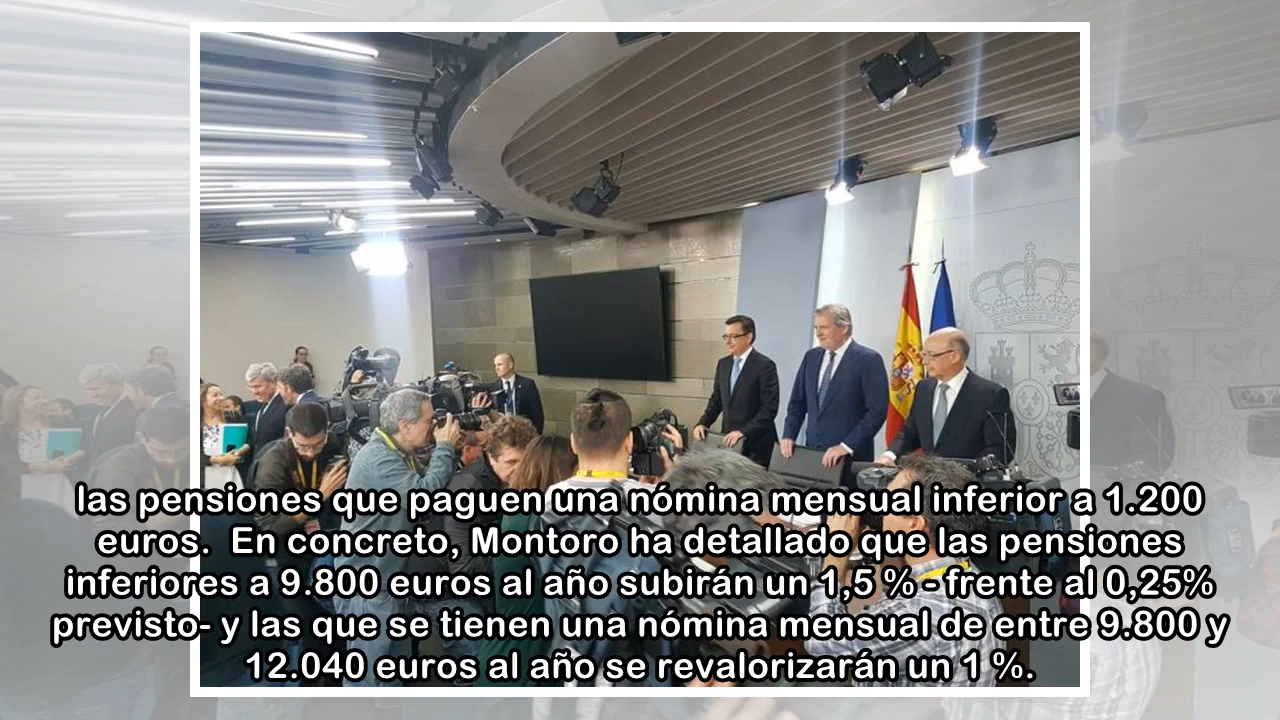 las pensiones que paguen una nómina mensual inferior a 1.200
euros.  En concreto, Montoro ha detallado que las pensiones
inferiores a 9.800 euros al año subirán un 1,5 % - frente al 0,25%
previsto- y las que se tienen una nómina mensual de entre 9.800 y
12.040 euros al año se revalorizarán un 1 %.